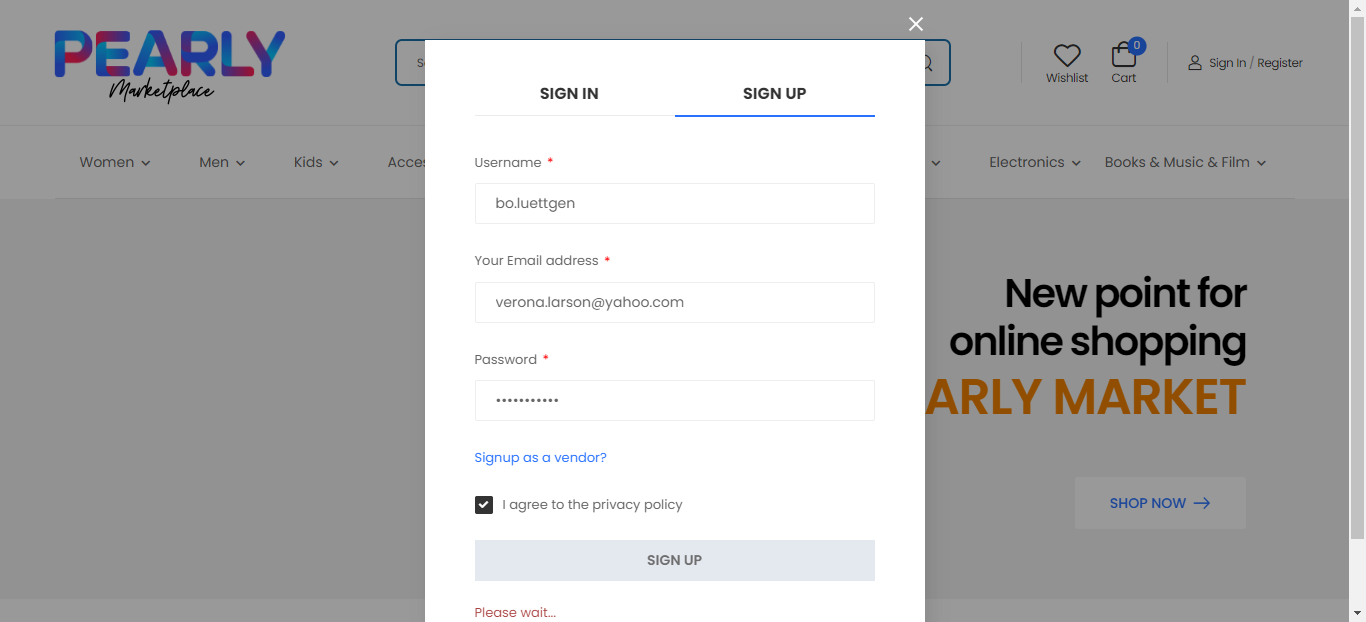 PEARLY
Marketplace
Wishlist
0
Cart
Sign In / Register
Women
Men
Kids
Electronics
Books & Music & Film
SIGN IN
SIGN UP
Username *
bo.luettgen
Your Email address *
verona.larson@yahoo.com
Password *
•••••••••••
Signup as a vendor?
I agree to the privacy policy
SIGN UP
Please wait...
New point for
online shopping
ARLY MARKET
SHOP NOW